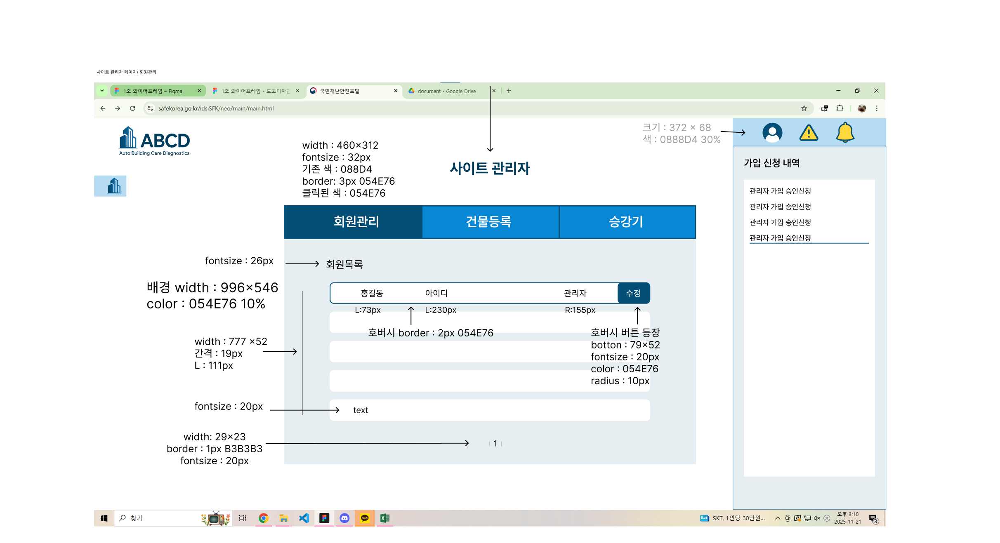 사이트 관리자 페이지/ 회원관리
1조 와이어프레임 – Figma
1조 와이어프레임 - 로고디자인
국민재난안전포털
document - Google Drive
safekorea.go.kr/idsiSFK/neo/main/main.html
ABCD
Auto Building Care Diagnostics
width : 460×312
fontsize : 32px
기존 색 : 088D4
border: 3px 054E76
클릭된 색 : 054E76
사이트 관리자
크기 : 372 × 68
색 : 0888D4 30%
가입 신청 내역
관리자 가입 승인신청
관리자 가입 승인신청
관리자 가입 승인신청
관리자 가입 승인신청
회원관리
건물등록
승강기
fontsize : 26px
회원목록
배경 width : 996×546
color : 054E76 10%
홍길동
아이디
관리자
수정
L:73px
L:230px
R:155px
호버시 border : 2px 054E76
호버시 버튼 등장
botton : 79×52
fontsize : 20px
color : 054E76
radius : 10px
width : 777 ×52
간격 : 19px
L : 111px
fontsize : 20px
text
width: 29×23
border : 1px B3B3B3
fontsize : 20px
1
찾기
TALK
SKT, 1인당 30만원...
오후 3:10
2025-11-21
3